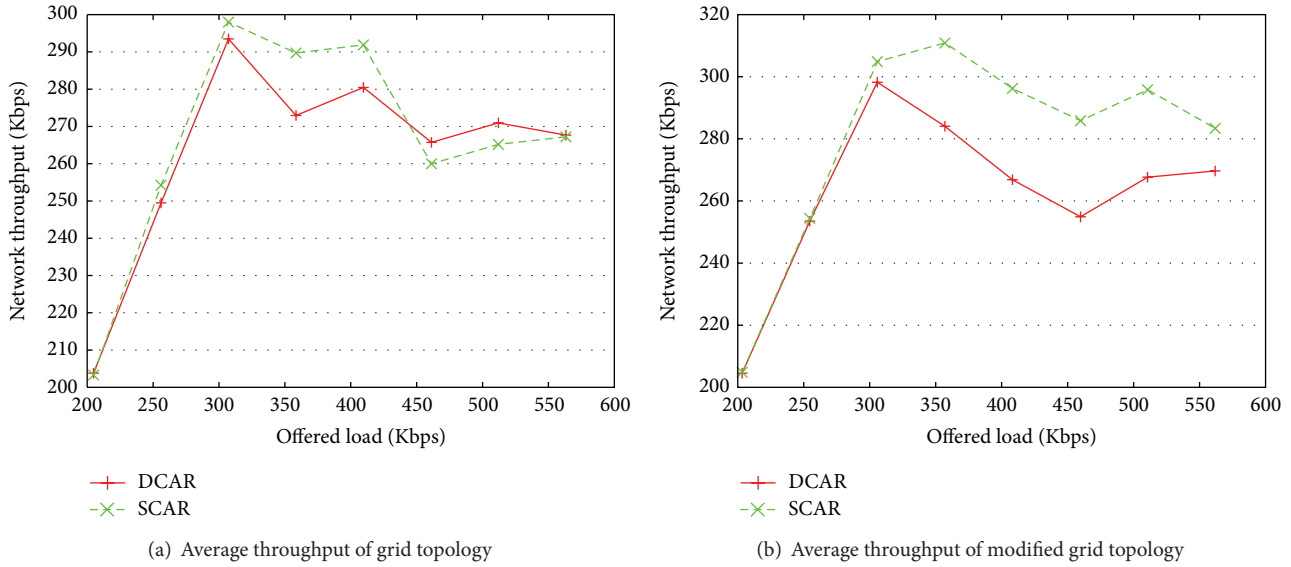 300
290
280
270
260
250
240
230
220
210
200
Network throughput (Kbps)
200 250 300 350 400 450 500 550 600
Offered load (Kbps)
DCAR
SCAR
(a) Average throughput of grid topology
320
300
280
260
240
220
200
Network throughput (Kbps)
200 250 300 350 400 450 500 550 600
Offered load (Kbps)
DCAR
SCAR
(b) Average throughput of modified grid topology